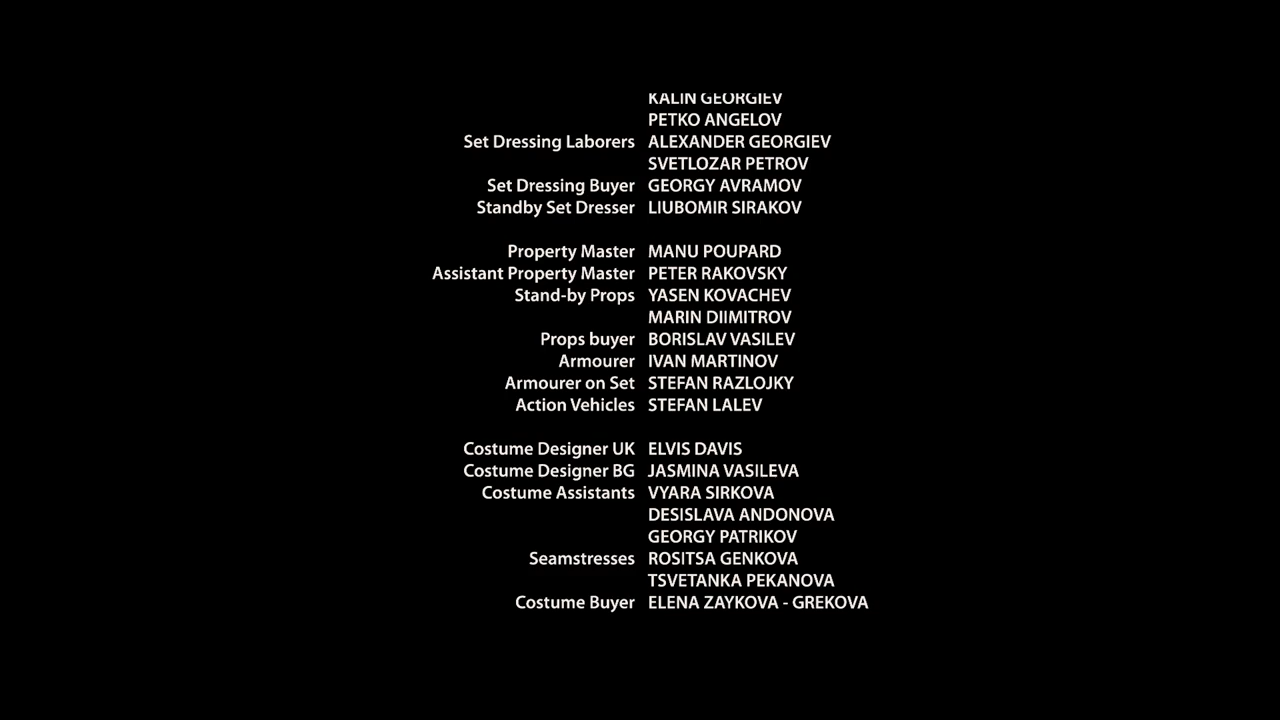 KALIN GEORGIEV
PETKO ANGELOV
Set Dressing Laborers ALEXANDER GEORGIEV
SVETLOZAR PETROV
Set Dressing Buyer GEORGY AVRAMOV
Standby Set Dresser LIUBOMIR SIRAKOV
Property Master MANU POUPARD
Assistant Property Master PETER RAKOVSKY
Stand-by Props YASEN KOVACHEV
MARIN DIIMITROV
Props buyer BORISLAV VASILEV
Armourer IVAN MARTINOV
Armourer on Set STEFAN RAZLOJKY
Action Vehicles STEFAN LALEV
Costume Designer UK ELVIS DAVIS
Costume Designer BG JASMINA VASILEVA
Costume Assistants VYARA SIRKOVA
DESISLAVA ANDONOVA
GEORGY PATRIKOV
Seamstresses ROSITSA GENKOVA
TSVETANKA PEKANOVA
Costume Buyer ELENA ZAYKOVA - GREKOVA